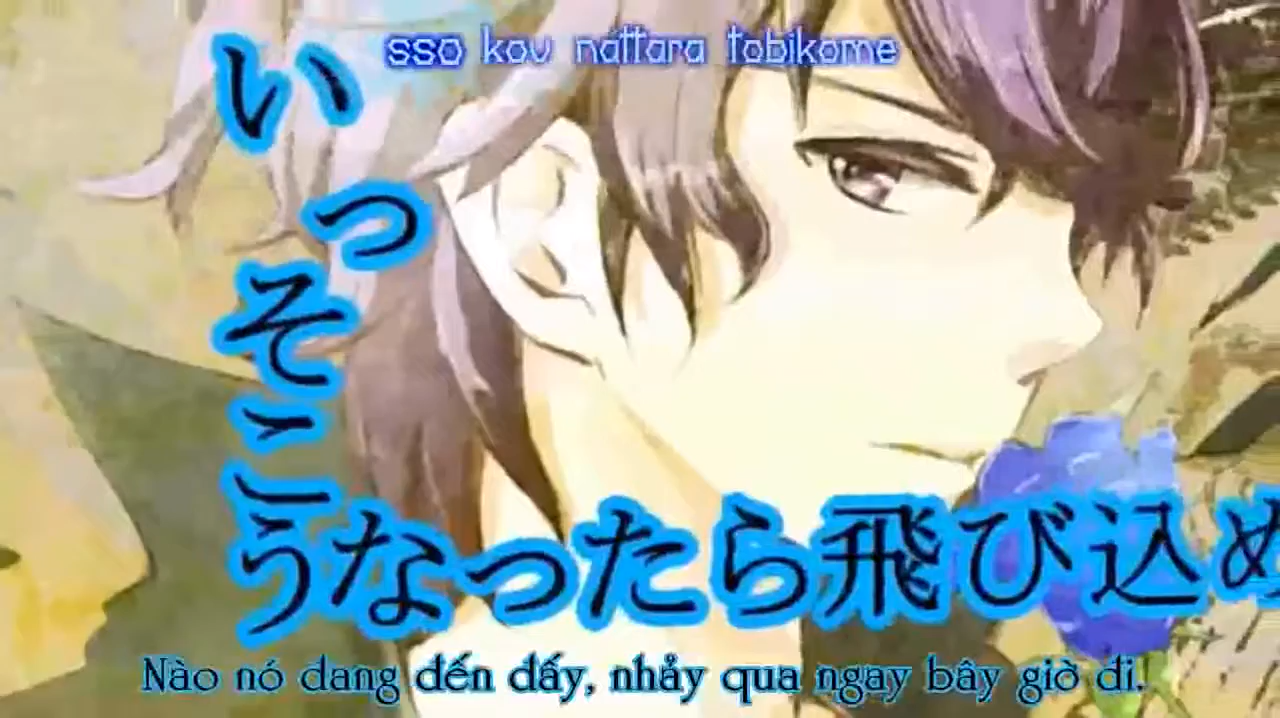 sso kou nattara tobikome
いっそこうなったら飛び込め
Nào nó đang đến đấy, nhảy qua ngay bây giờ đi.